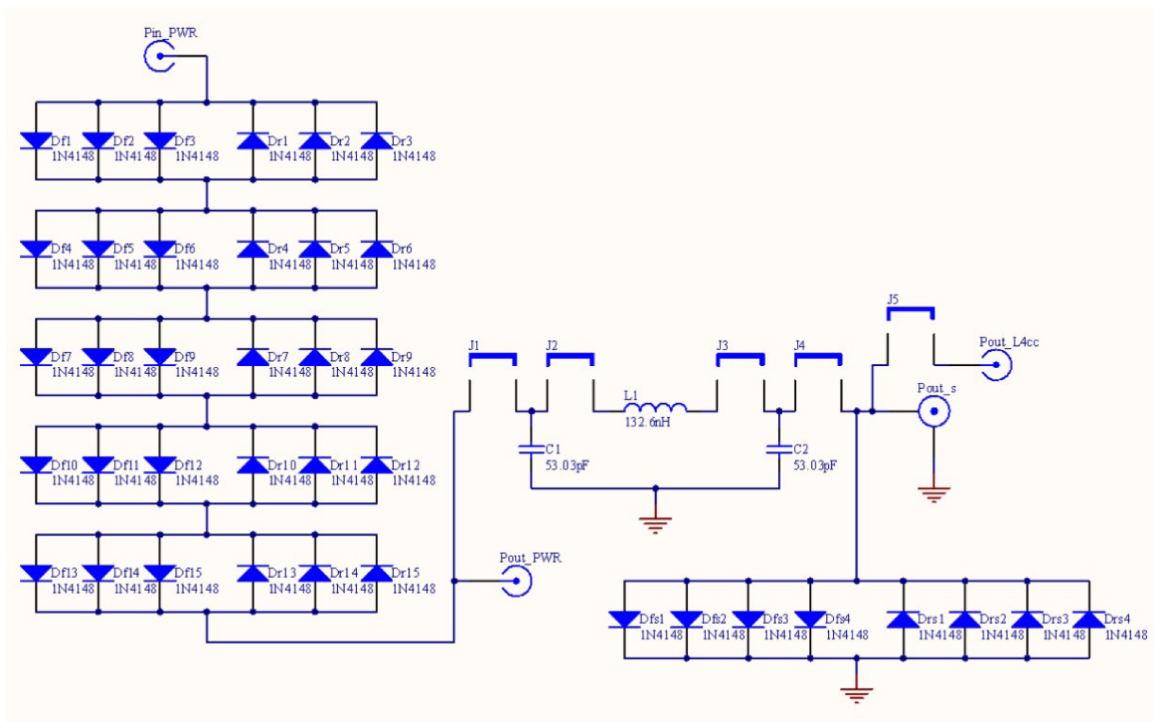 Pin_PWR
Df1 Df2 Df3 Dr1 Dr2 Dr3
1N4148 1N4148 1N4148 1N4148 1N4148 1N4148
Df4 Df5 Df6 Dr4 Dr5 Dr6
1N4148 1N4148 1N4148 1N4148 1N4148 1N4148
J5
Df7 Df8 Df9 Dr7 Dr8 Dr9
1N4148 1N4148 1N4148 1N4148 1N4148 1N4148
J1 J2 J3 J4 Pout_L4cc
L1 Pout_s
132.6nH
C1 C2
53.03pF 53.03pF
Df10 Df11 Df12 Dr10 Dr11 Dr12
1N4148 1N4148 1N4148 1N4148 1N4148 1N4148
Pout_PWR
Df13 Df14 Df15 Dr13 Dr14 Dr15
1N4148 1N4148 1N4148 1N4148 1N4148 1N4148
Dfs1 Dfs2 Dfs3 Dfs4 Drs1 Drs2 Drs3 Drs4
1N4148 1N4148 1N4148 1N4148 1N4148 1N4148 1N4148 1N4148